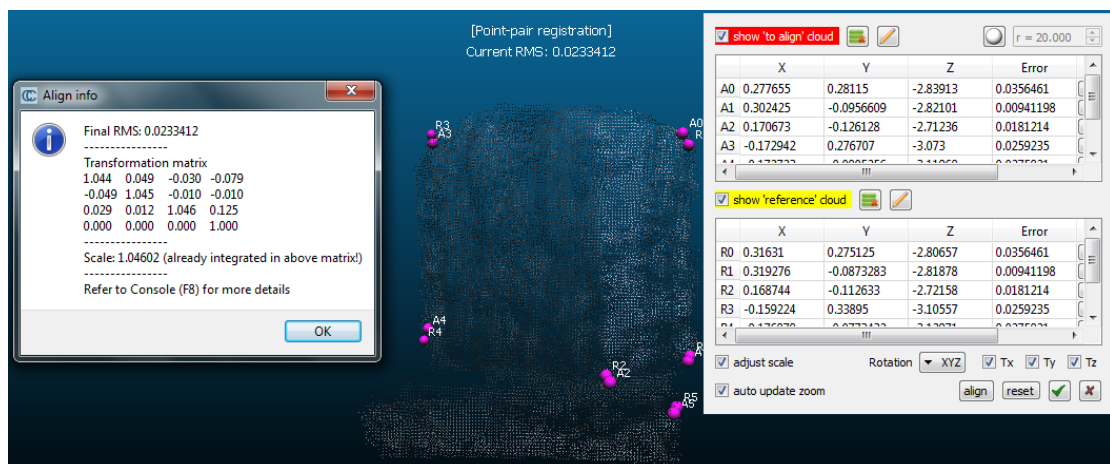 [Point-pair registration]
Current RMS: 0.0233412
Align info
Final RMS: 0.0233412
----------------
Transformation matrix
1.044 0.049 -0.030 -0.079
-0.049 1.045 -0.010 -0.010
0.029 0.012 1.046 0.125
0.000 0.000 0.000 1.000
----------------
Scale: 1.04602 (already integrated in above matrix!)
----------------
Refer to Console (F8) for more details
OK
R3
A3
A0
R
A4
R4
R2
A2
R
A
R5
A5
show 'to align' cloud
r = 20.000
X Y Z Error
A0 0.277655 0.28115 -2.83913 0.0356461
A1 0.302425 -0.0956609 -2.82101 0.00941198
A2 0.170673 -0.126128 -2.71236 0.0181214
A3 -0.172942 0.276707 -3.073 0.0259235
show 'reference' cloud
X Y Z Error
R0 0.31631 0.275125 -2.80657 0.0356461
R1 0.319276 -0.0873283 -2.81878 0.00941198
R2 0.168744 -0.112633 -2.72158 0.0181214
R3 -0.159224 0.33895 -3.10557 0.0259235
adjust scale Rotation XYZ Tx Ty Tz
auto update zoom align reset